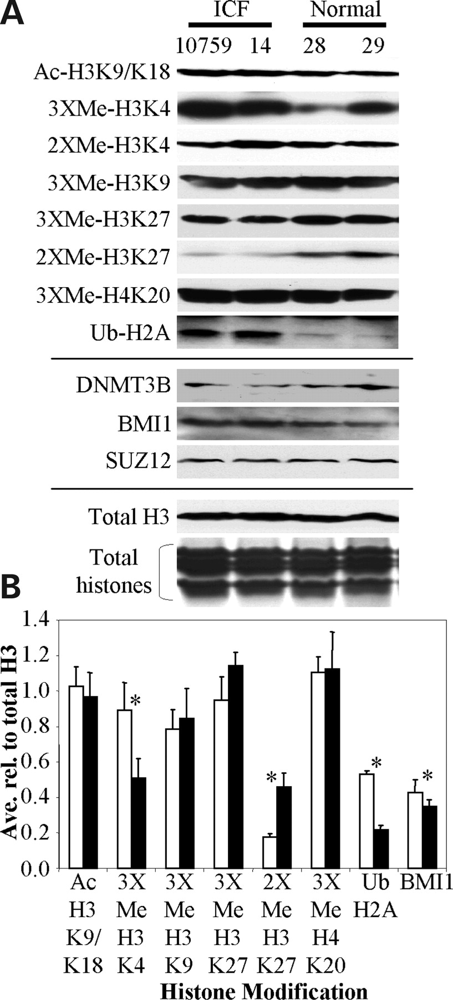 A
ICF Normal
10759 14 28 29
Ac-H3K9/K18
3XMe-H3K4
2XMe-H3K4
3XMe-H3K9
3XMe-H3K27
2XMe-H3K27
3XMe-H4K20
Ub-H2A
DNMT3B
BMI1
SUZ12
Total H3
Total
histones
B
Ave. rel. to total H3
1.4
1.2
1.0
0.8
0.6
0.4
0.2
0.0
*
*
*
*
Ac 3X 3X 3X 2X 3X Ub BMI1
H3 Me Me Me Me Me H2A
K9/ H3 H3 H3 H3 H4
K18 K4 K9 K27 K27 K20
Histone Modification